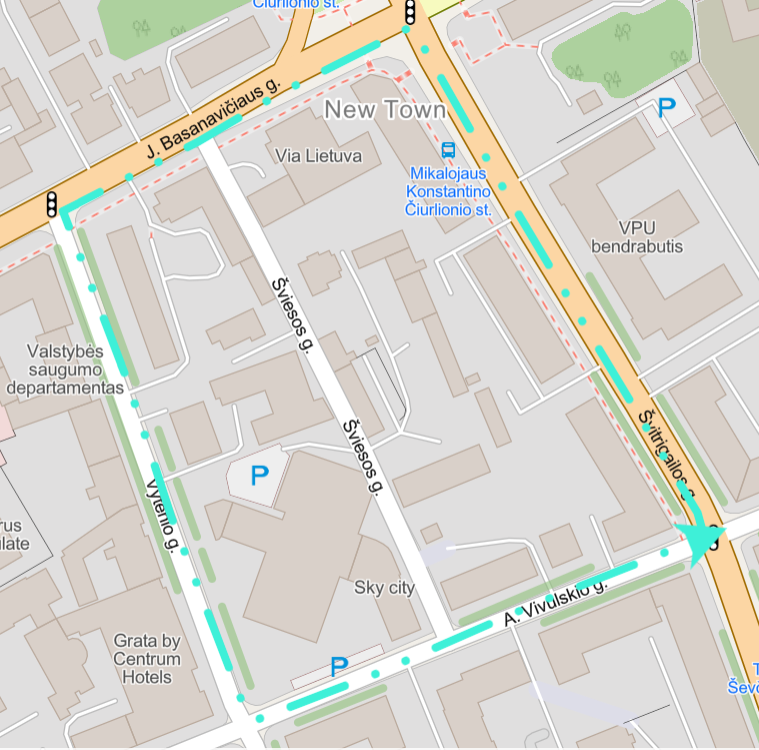 Čiurlionio st.
J. Basanavičiaus g.
New Town
P
Via Lietuva
Mikalojaus
Konstantino
Čiurlionio st.
VPU
bendrabutis
Šviesos g.
Valstybės
saugumo
departamentas
Švitrigailos g.
Šviesos g.
P
Vytenio g.
Sky city
A. Vivulskio g.
Grata by
Centrum
Hotels
P